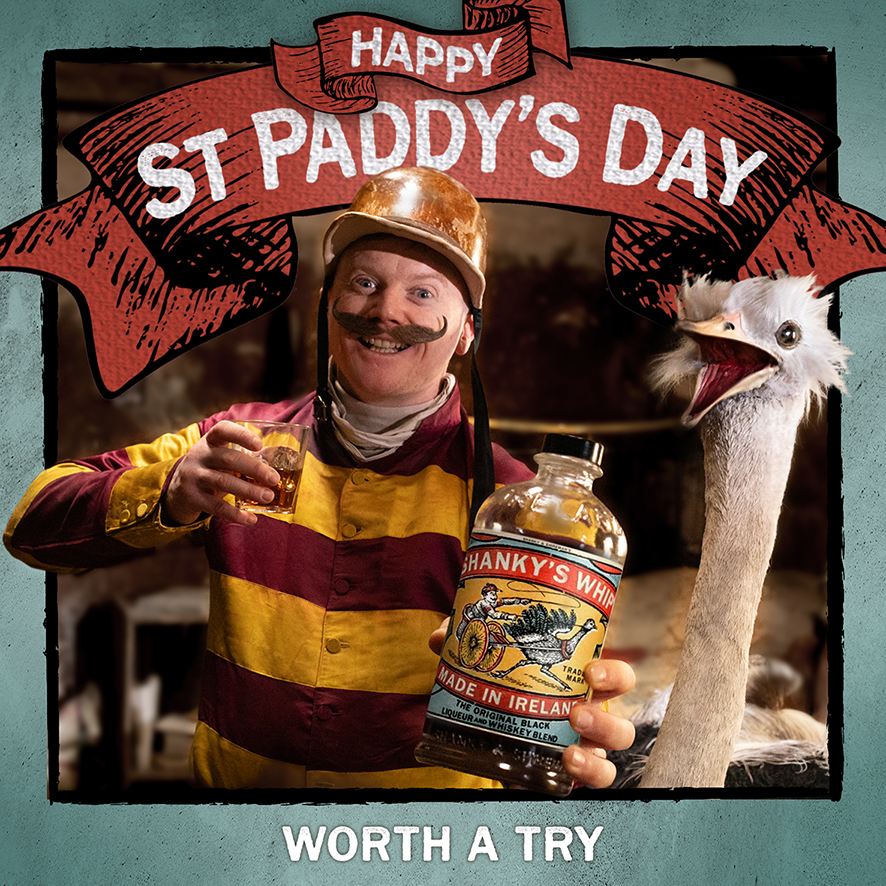 HAPPY
ST PADDY'S DAY
SHANKY'S WHIP
TRADE
MARK
MADE IN IRELAND
THE ORIGINAL BLACK
LIQUEUR AND WHISKEY BLEND
WORTH A TRY